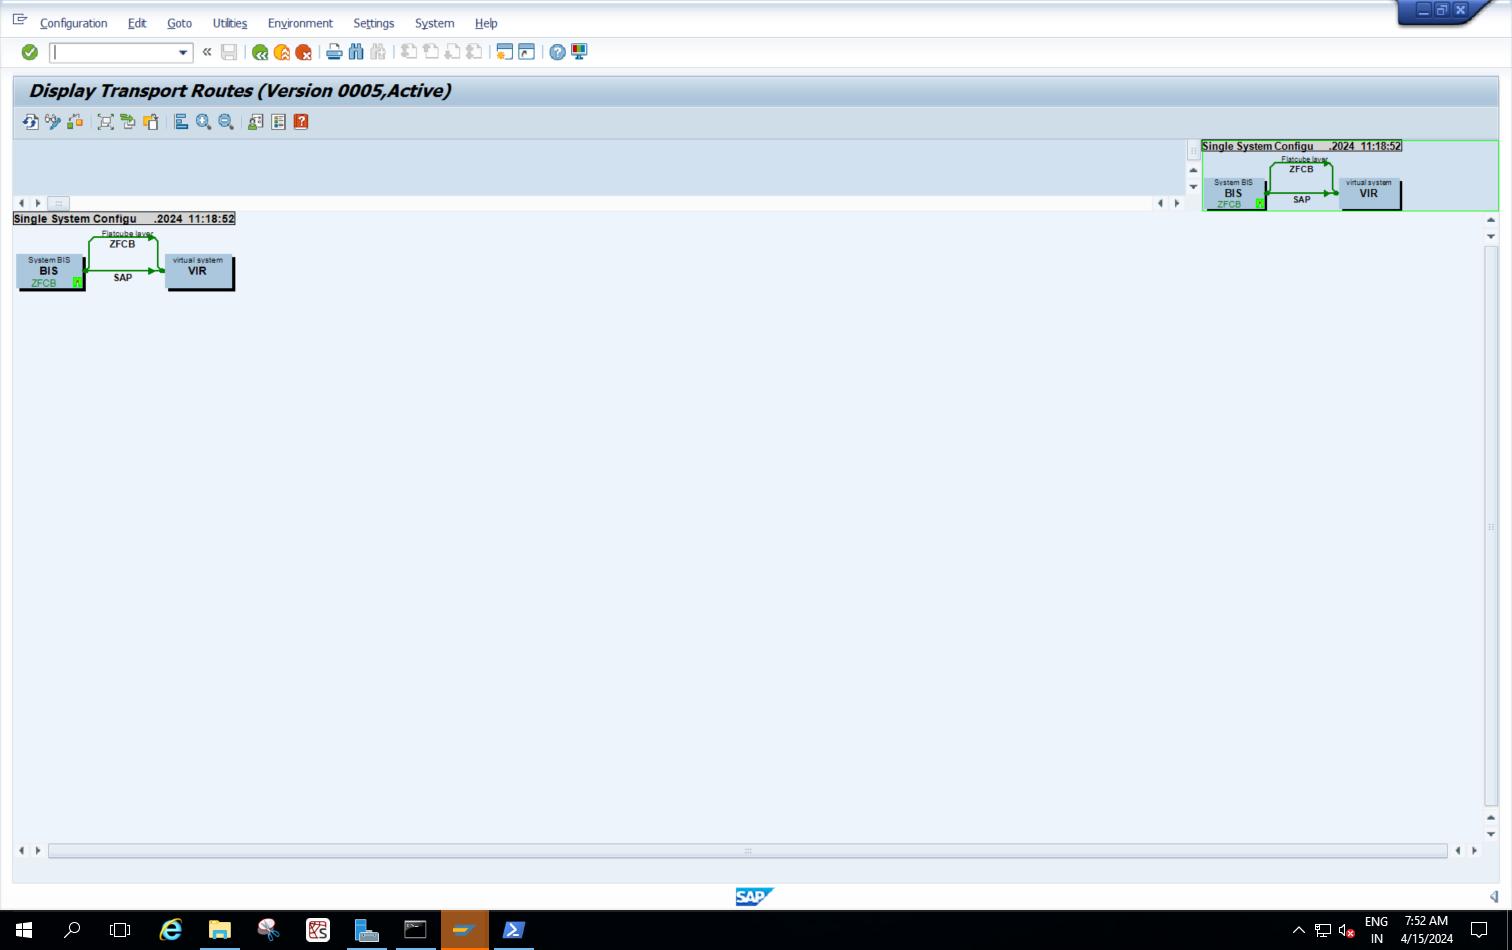 Configuration Edit Goto Utilities Environment Settings System Help
Display Transport Routes (Version 0005,Active)
Single System Configu .2024 11:18:52
Flatcube layer
ZFCB
System BIS
BIS
ZFCB
SAP
virtual system
VIR
Single System Configu .2024 11:18:52
Flatcube layer
ZFCB
System BIS
BIS
ZFCB
SAP
virtual system
VIR
SAP
ENG
IN
7:52 AM
4/15/2024